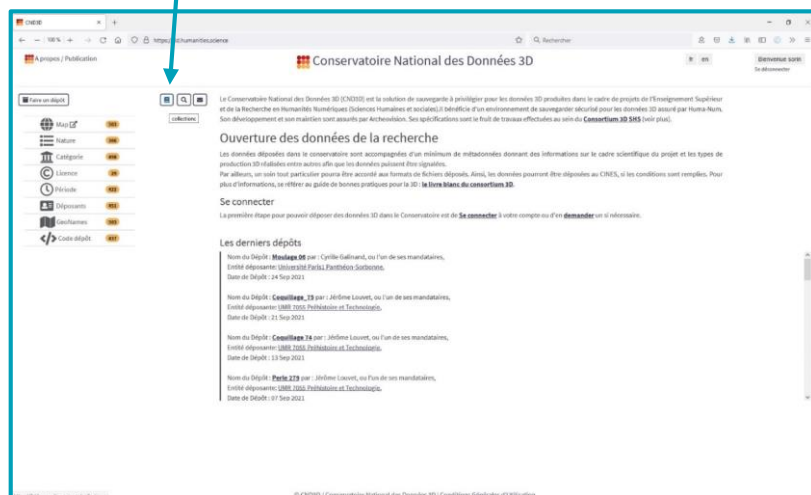 CND3D
https://3d.humanities.science
Rechercher
A propos / Publication
Conservatoire National des Données 3D
fr en
Bienvenue
Se déconnecter
Faire un dépôt
collections
Map
Nature
Catégorie
Licence
Période
Déposants
GeoNames
Code dépôt
Le Conservatoire National des Données 3D (CND3D) est la solution de sauvegarde à privilégier pour les données 3D produites dans le cadre de projets de l'Enseignement Supérieur
et de la Recherche en Humanités Numériques (Sciences Humaines et sociales).Il bénéficie d'un environnement de sauvegarde sécurisé pour les données 3D assuré par Huma-Num.
Son développement et son maintien sont assurés par Archeovision. Ses spécifications sont le fruit de travaux effectuées au sein du Consortium 3D SHS (voir plus).
Ouverture des données de la recherche
Les données déposées dans le conservatoire sont accompagnées d'un minimum de métadonnées donnant des informations sur le cadre scientifique du projet et les types de
production 3D réalisées entre autres afin que les données puissent être signalées.
Par ailleurs, un soin tout particulier pourra être accordé aux formats de fichiers déposés. Ainsi, les données pourront être déposées au CINES, si les conditions sont remplies. Pour
plus d'informations, se référer au guide de bonnes pratiques pour la 3D : le livre blanc du consortium 3D.
Se connecter
La première étape pour pouvoir déposer des données 3D dans le Conservatoire est de Se connecter à votre compte ou d'en demander un si nécessaire.
Les derniers dépôts
Nom du Dépôt : Moulage 06 par : Cyrille Galinand, ou l'un de ses mandataires,
Entité déposante: Université Paris1 Panthéon-Sorbonne,
Date de Dépôt : 24 Sep 2021
Nom du Dépôt : Coquillage_73 par : Jérôme Louvet, ou l'un de ses mandataires,
Entité déposante: UMR 7055 Préhistoire et Technologie,
Date de Dépôt : 21 Sep 2021
Nom du Dépôt : Coquillage 74 par : Jérôme Louvet, ou l'un de ses mandataires,
Entité déposante: UMR 7055 Préhistoire et Technologie,
Date de Dépôt : 13 Sep 2021
Nom du Dépôt : Perle 279 par : Jérôme Louvet, ou l'un de ses mandataires,
Entité déposante: UMR 7055 Préhistoire et Technologie,
Date de Dépôt : 07 Sep 2021